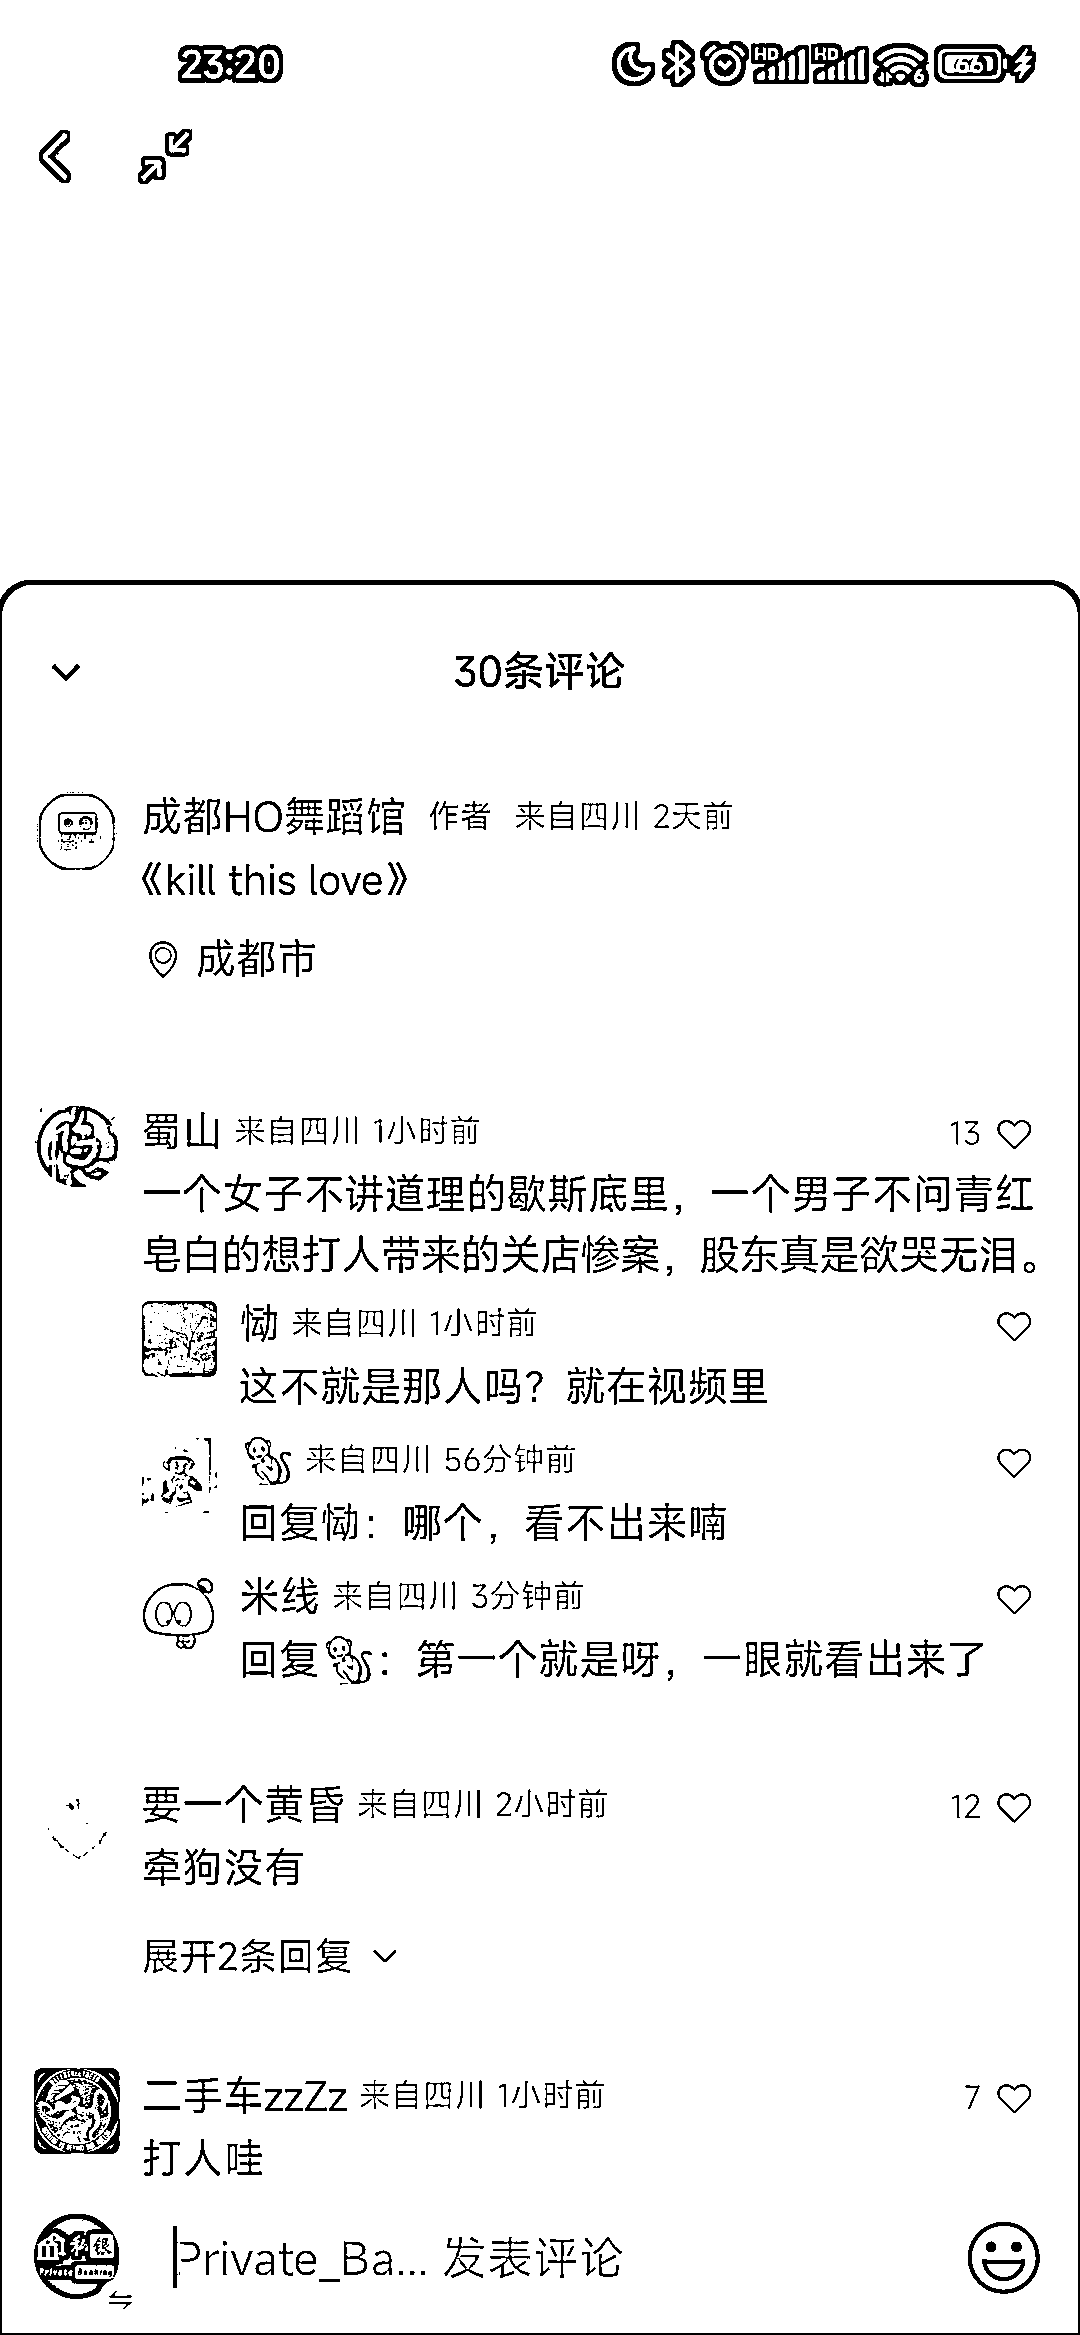 23:20
HD HD 6 66
30条评论
成都HO舞蹈馆 作者 来自四川 2天前
《kill this love》
成都市
蜀山 来自四川 1小时前 13
一个女子不讲道理的歇斯底里，一个男子不问青红
皂白的想打人带来的关店惨案，股东真是欲哭无泪。
恸 来自四川 1小时前
这不就是那人吗？就在视频里
🐒 来自四川 56分钟前
回复恸：哪个，看不出来喃
米线 来自四川 3分钟前
回复🐒：第一个就是呀，一眼就看出来了
要一个黄昏 来自四川 2小时前 12
牵狗没有
展开2条回复
二手车zzZz 来自四川 1小时前 7
打人哇
私银
Private Banking
Private_Ba... 发表评论